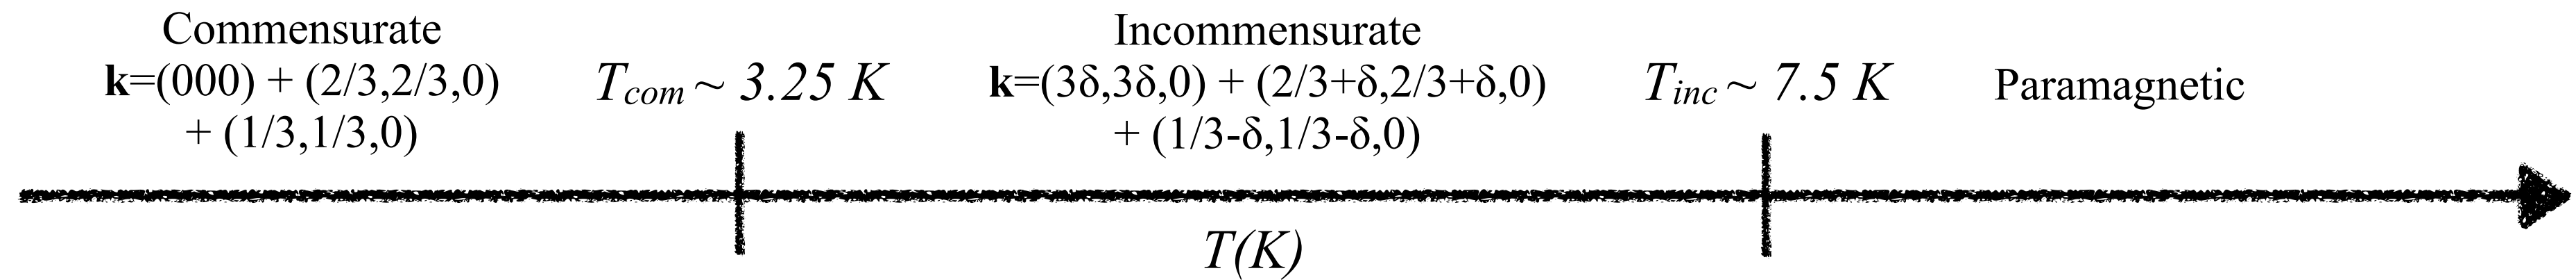 Commensurate
k=(000) + (2/3,2/3,0)
+ (1/3,1/3,0)
Tcom ~ 3.25 K
Incommensurate
k=(3δ,3δ,0) + (2/3+δ,2/3+δ,0)
+ (1/3-δ,1/3-δ,0)
Tinc ~ 7.5 K
Paramagnetic
T(K)